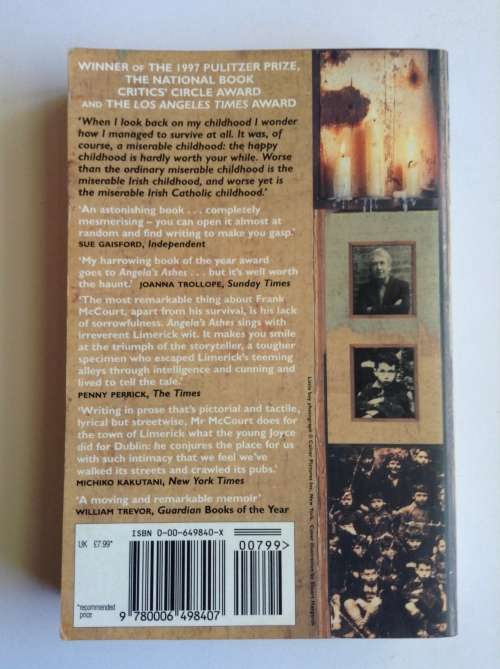 WINNER OF THE 1997 PULITZER PRIZE,
THE NATIONAL BOOK
CRITICS' CIRCLE AWARD
AND THE LOS ANGELES TIMES AWARD
'When I look back on my childhood I wonder
how I managed to survive at all. It was, of
course, a miserable childhood: the happy
childhood is hardly worth your while. Worse
than the ordinary miserable childhood is the
miserable Irish childhood, and worse yet is
the miserable Irish Catholic childhood.'
'An astonishing book . . . completely
mesmerising – you can open it almost at
random and find writing to make you gasp.'
SUE GAISFORD, Independent
'My harrowing book of the year award
goes to Angela's Ashes . . . but it's well worth
the haunt.' JOANNA TROLLOPE, Sunday Times
'The most remarkable thing about Frank
McCourt, apart from his survival, is his
lack of sorrowfulness. Angela's Ashes sings with
irreverent Limerick wit. It makes you smile
at the triumph of the storyteller, a tougher
specimen who escaped Limerick's teeming
alleys through intelligence and cunning and
lived to tell the tale.'
PENNY PERRICK, The Times
'Writing in prose that's pictorial and tactile,
lyrical but streetwise, Mr McCourt does for
the town of Limerick what the young Joyce
did for Dublin: he conjures the place for us
with such intimacy that we feel we've
walked its streets and crawled its pubs.'
MICHIKO KAKUTANI, New York Times
'A moving and remarkable memoir'
WILLIAM TREVOR, Guardian Books of the Year
ISBN 0-00-649840-X
UK £7.99*
00799>
*recommended
price
9 780006 498407
boy photograph © Culver Pictures Inc, New York. Cover illustration by Stuart